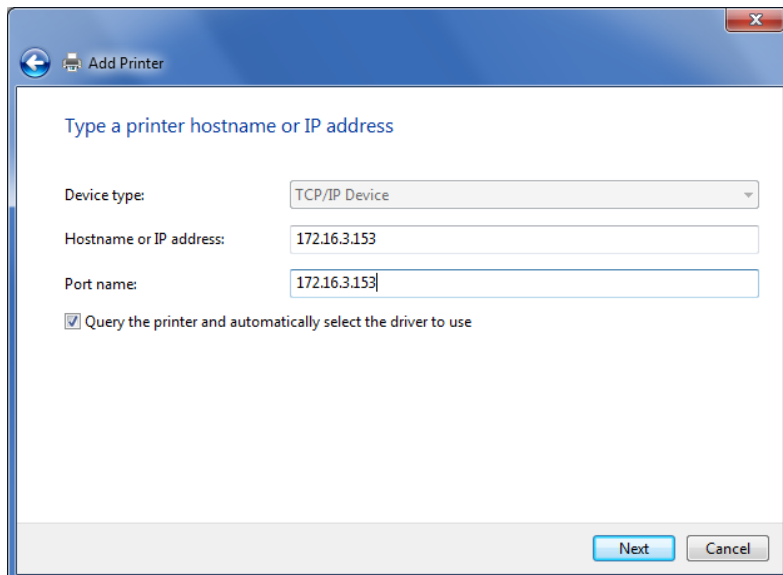 Add Printer
Type a printer hostname or IP address
Device type: TCP/IP Device
Hostname or IP address: 172.16.3.153
Port name: 172.16.3.153
Query the printer and automatically select the driver to use
Next Cancel